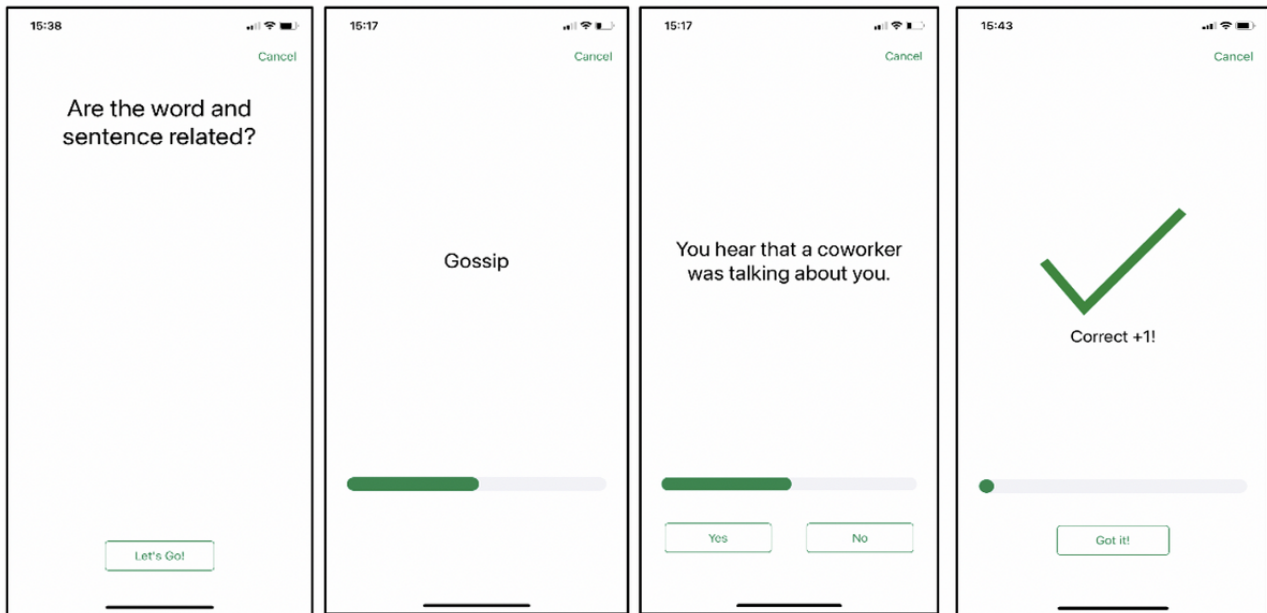 15:38
Cancel
Are the word and
sentence related?
Let's Go!
15:17
Cancel
Gossip
15:17
Cancel
You hear that a coworker
was talking about you.
Yes
No
15:43
Cancel
Correct +1!
Got it!